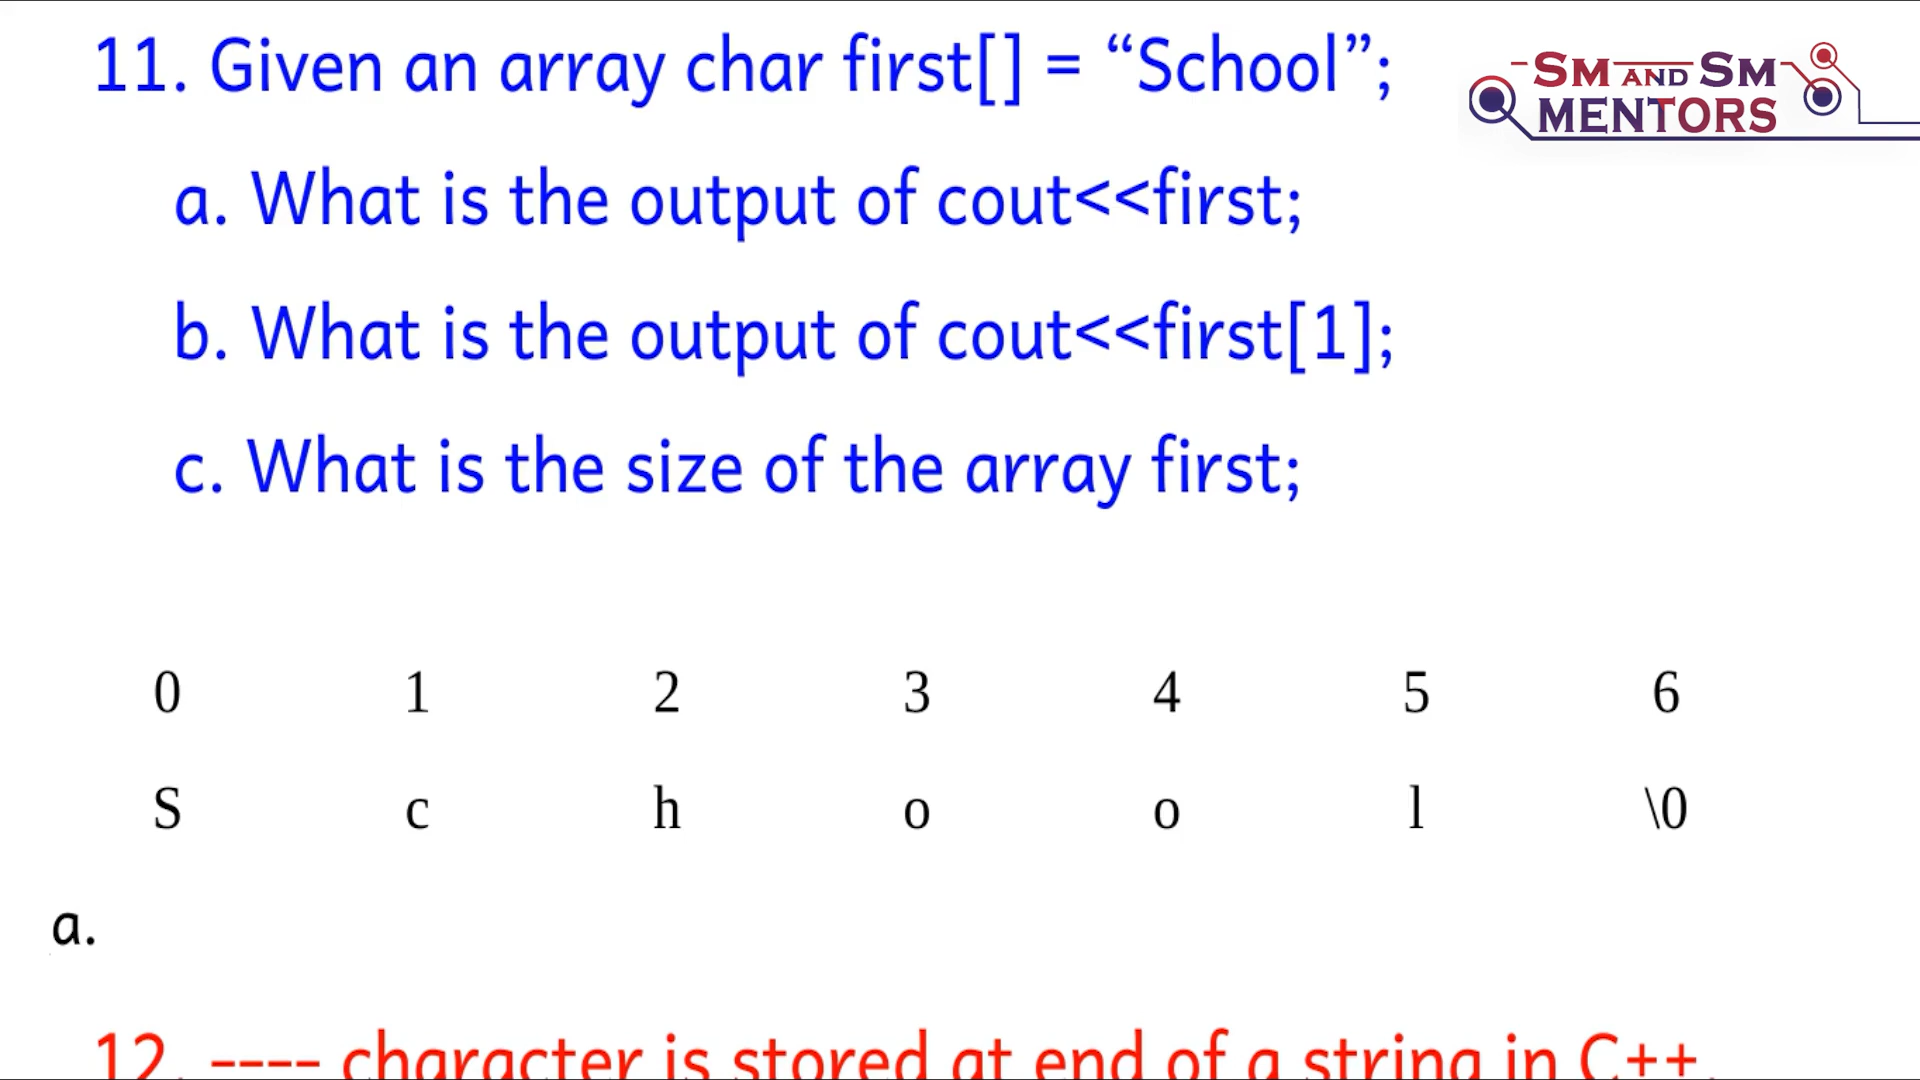 11. Given an array char first[] = “School”;
SM AND SM
MENTORS
a. What is the output of cout<<first;
b. What is the output of cout<<first[1];
c. What is the size of the array first;
0 1 2 3 4 5 6
S c h o o l \0
a.
12. ---- character is stored at end of a string in C++.